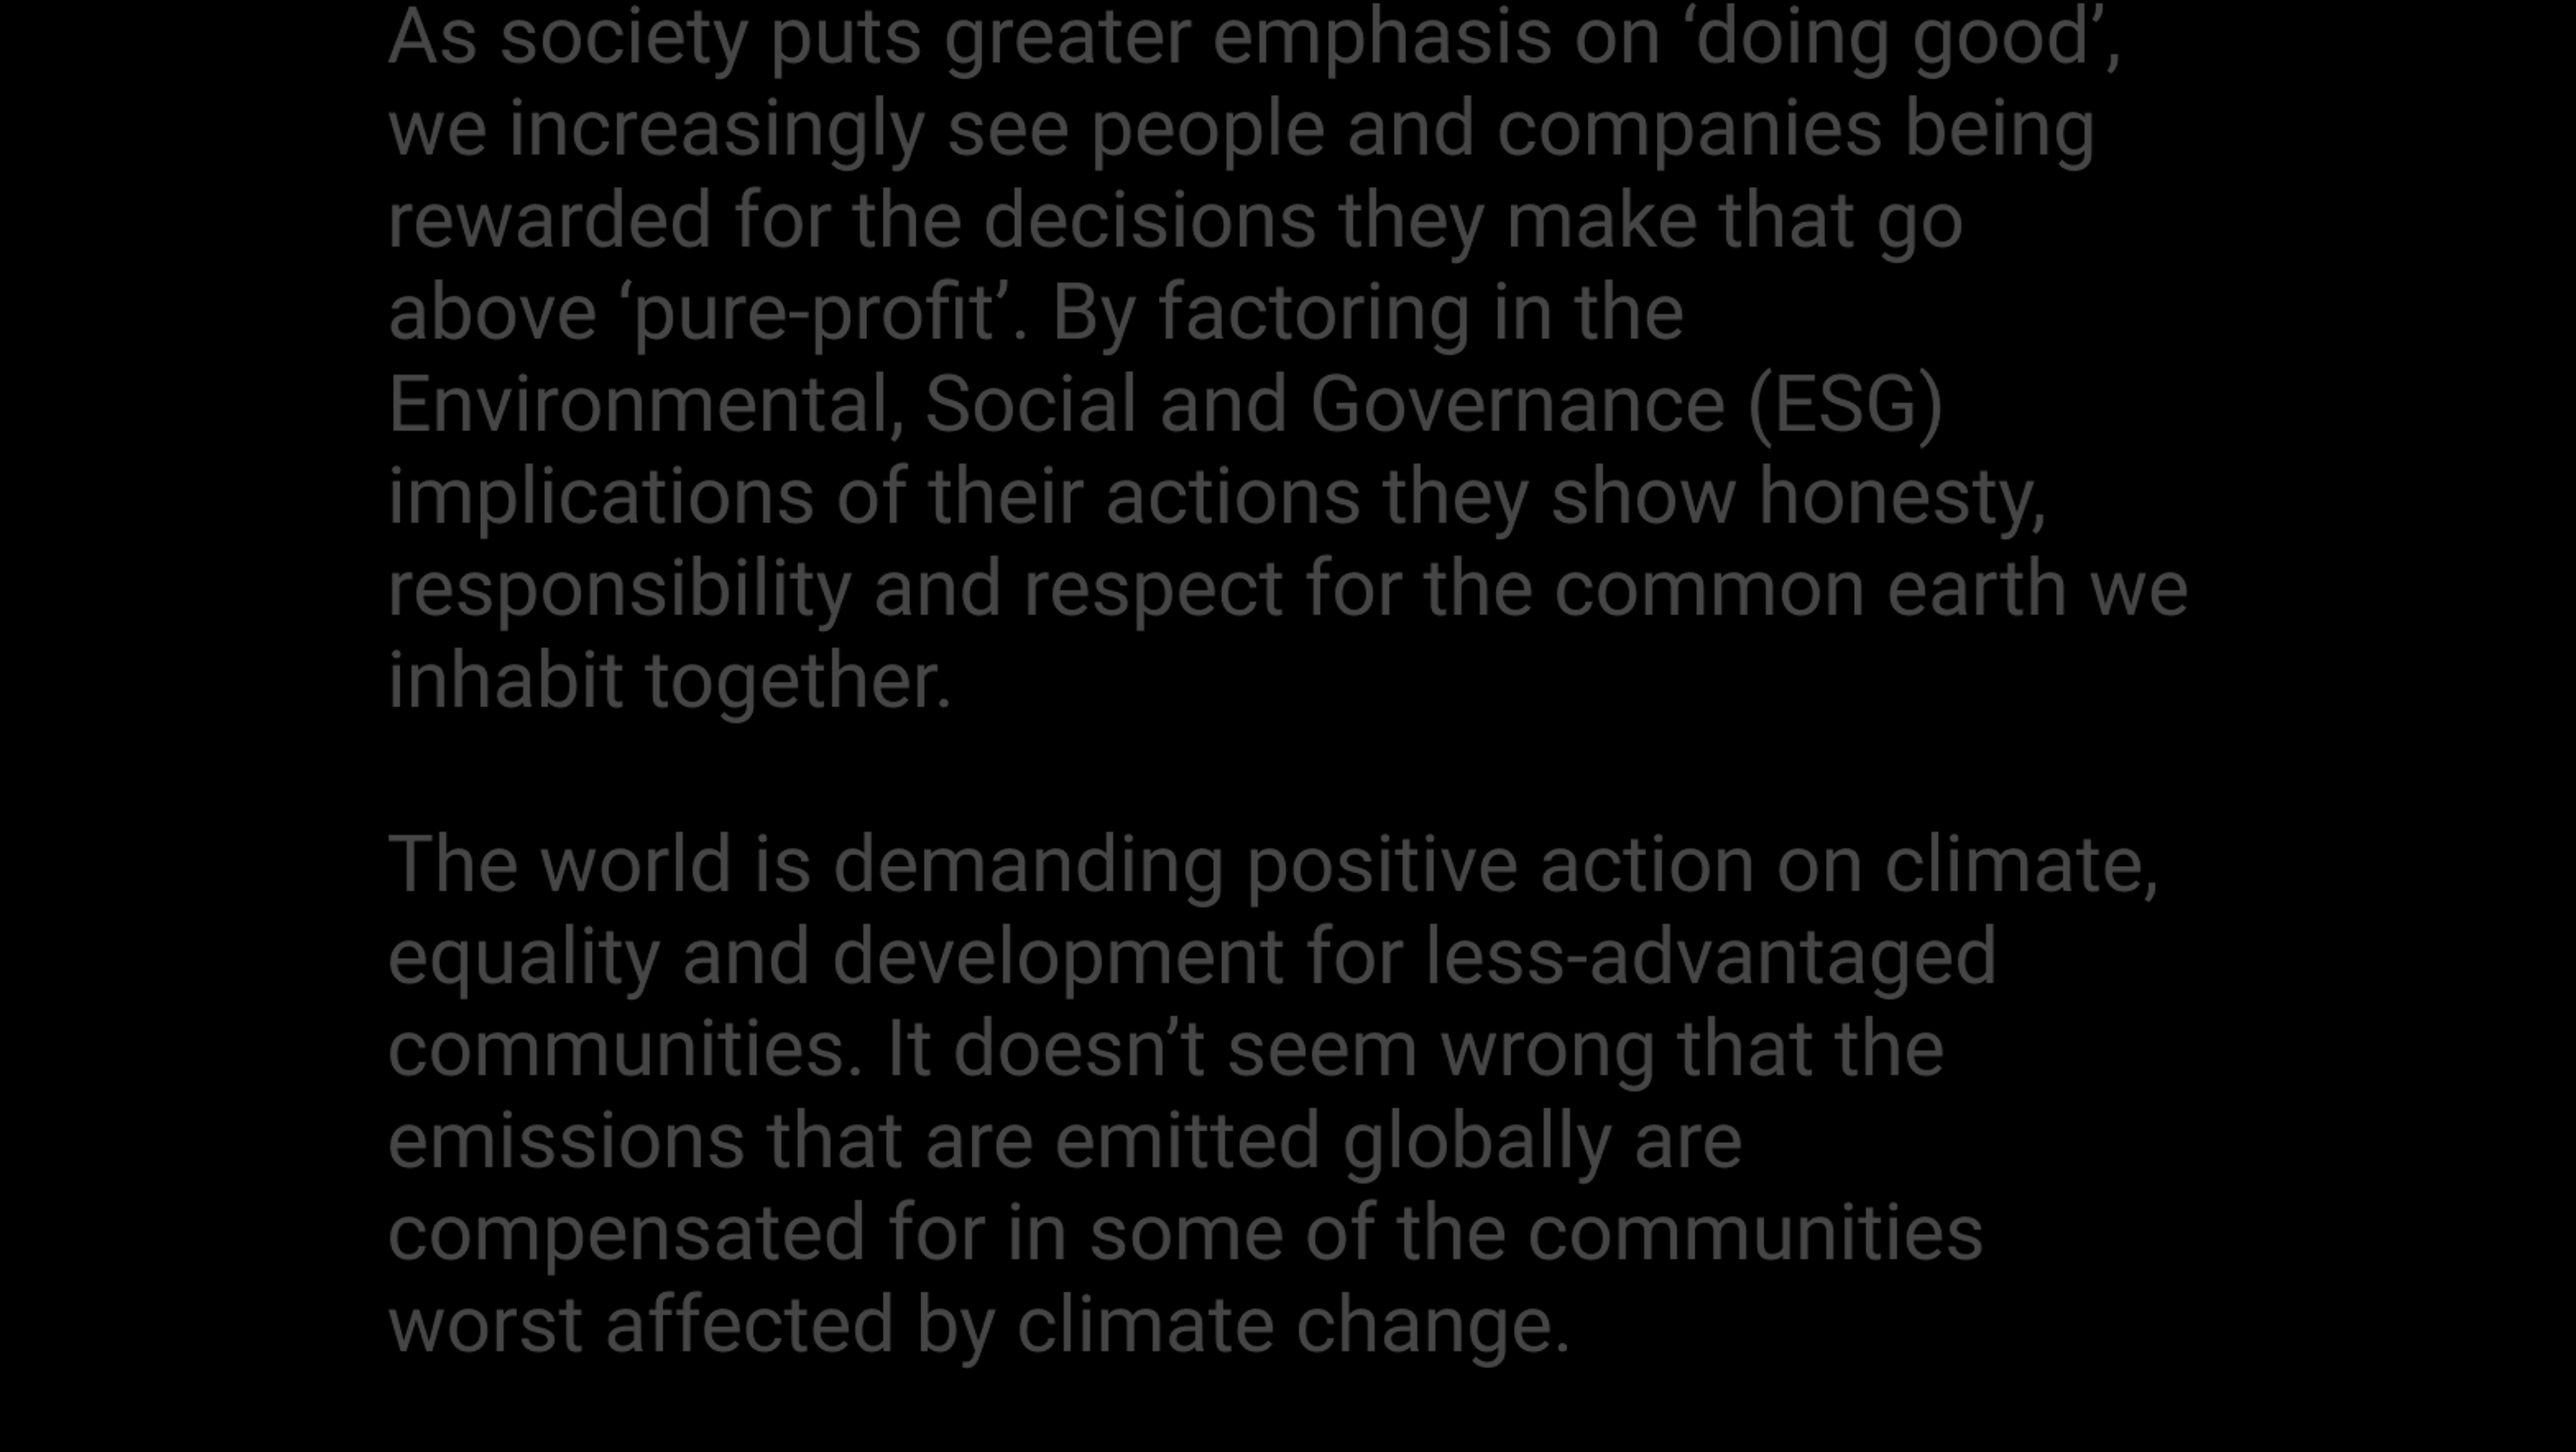 As society puts greater emphasis on ‘doing good’,
we increasingly see people and companies being
rewarded for the decisions they make that go
above ‘pure-profit’. By factoring in the
Environmental, Social and Governance (ESG)
implications of their actions they show honesty,
responsibility and respect for the common earth we
inhabit together.
The world is demanding positive action on climate,
equality and development for less-advantaged
communities. It doesn’t seem wrong that the
emissions that are emitted globally are
compensated for in some of the communities
worst affected by climate change.